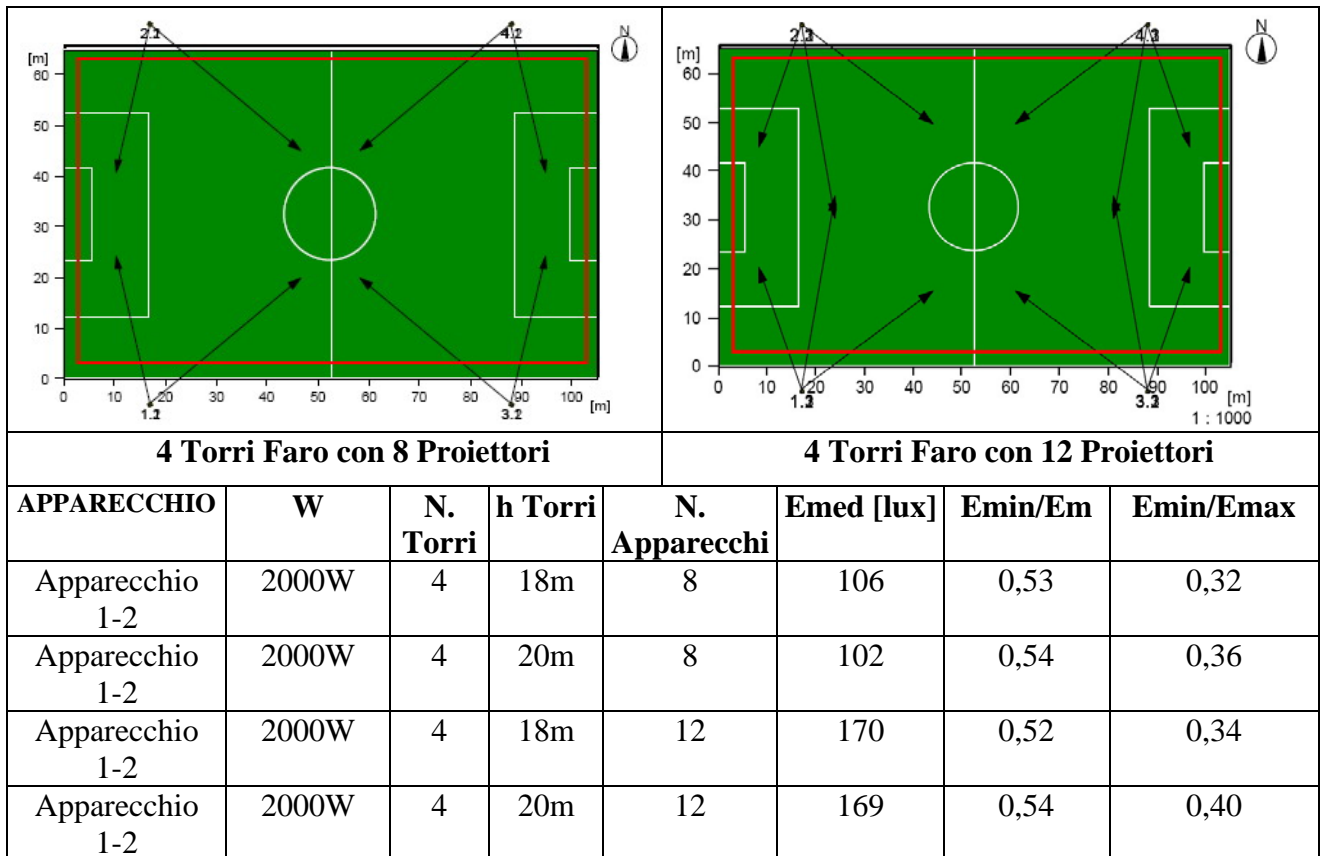 2.1 4.2 N
[m]
60
50
40
30
20
10
0
0 10 20 30 40 50 60 70 80 90 100 [m]
N
[m]
60
50
40
30
20
10
0
0 10 20 30 40 50 60 70 80 90 100 [m]
1 : 1000
4 Torri Faro con 8 Proiettori 4 Torri Faro con 12 Proiettori
APPARECCHIO W N. h Torri N. Emed [lux] Emin/Em Emin/Emax
Torri Apparecchi
Apparecchio 2000W 4 18m 8 106 0,53 0,32
1-2
Apparecchio 2000W 4 20m 8 102 0,54 0,36
1-2
Apparecchio 2000W 4 18m 12 170 0,52 0,34
1-2
Apparecchio 2000W 4 20m 12 169 0,54 0,40
1-2